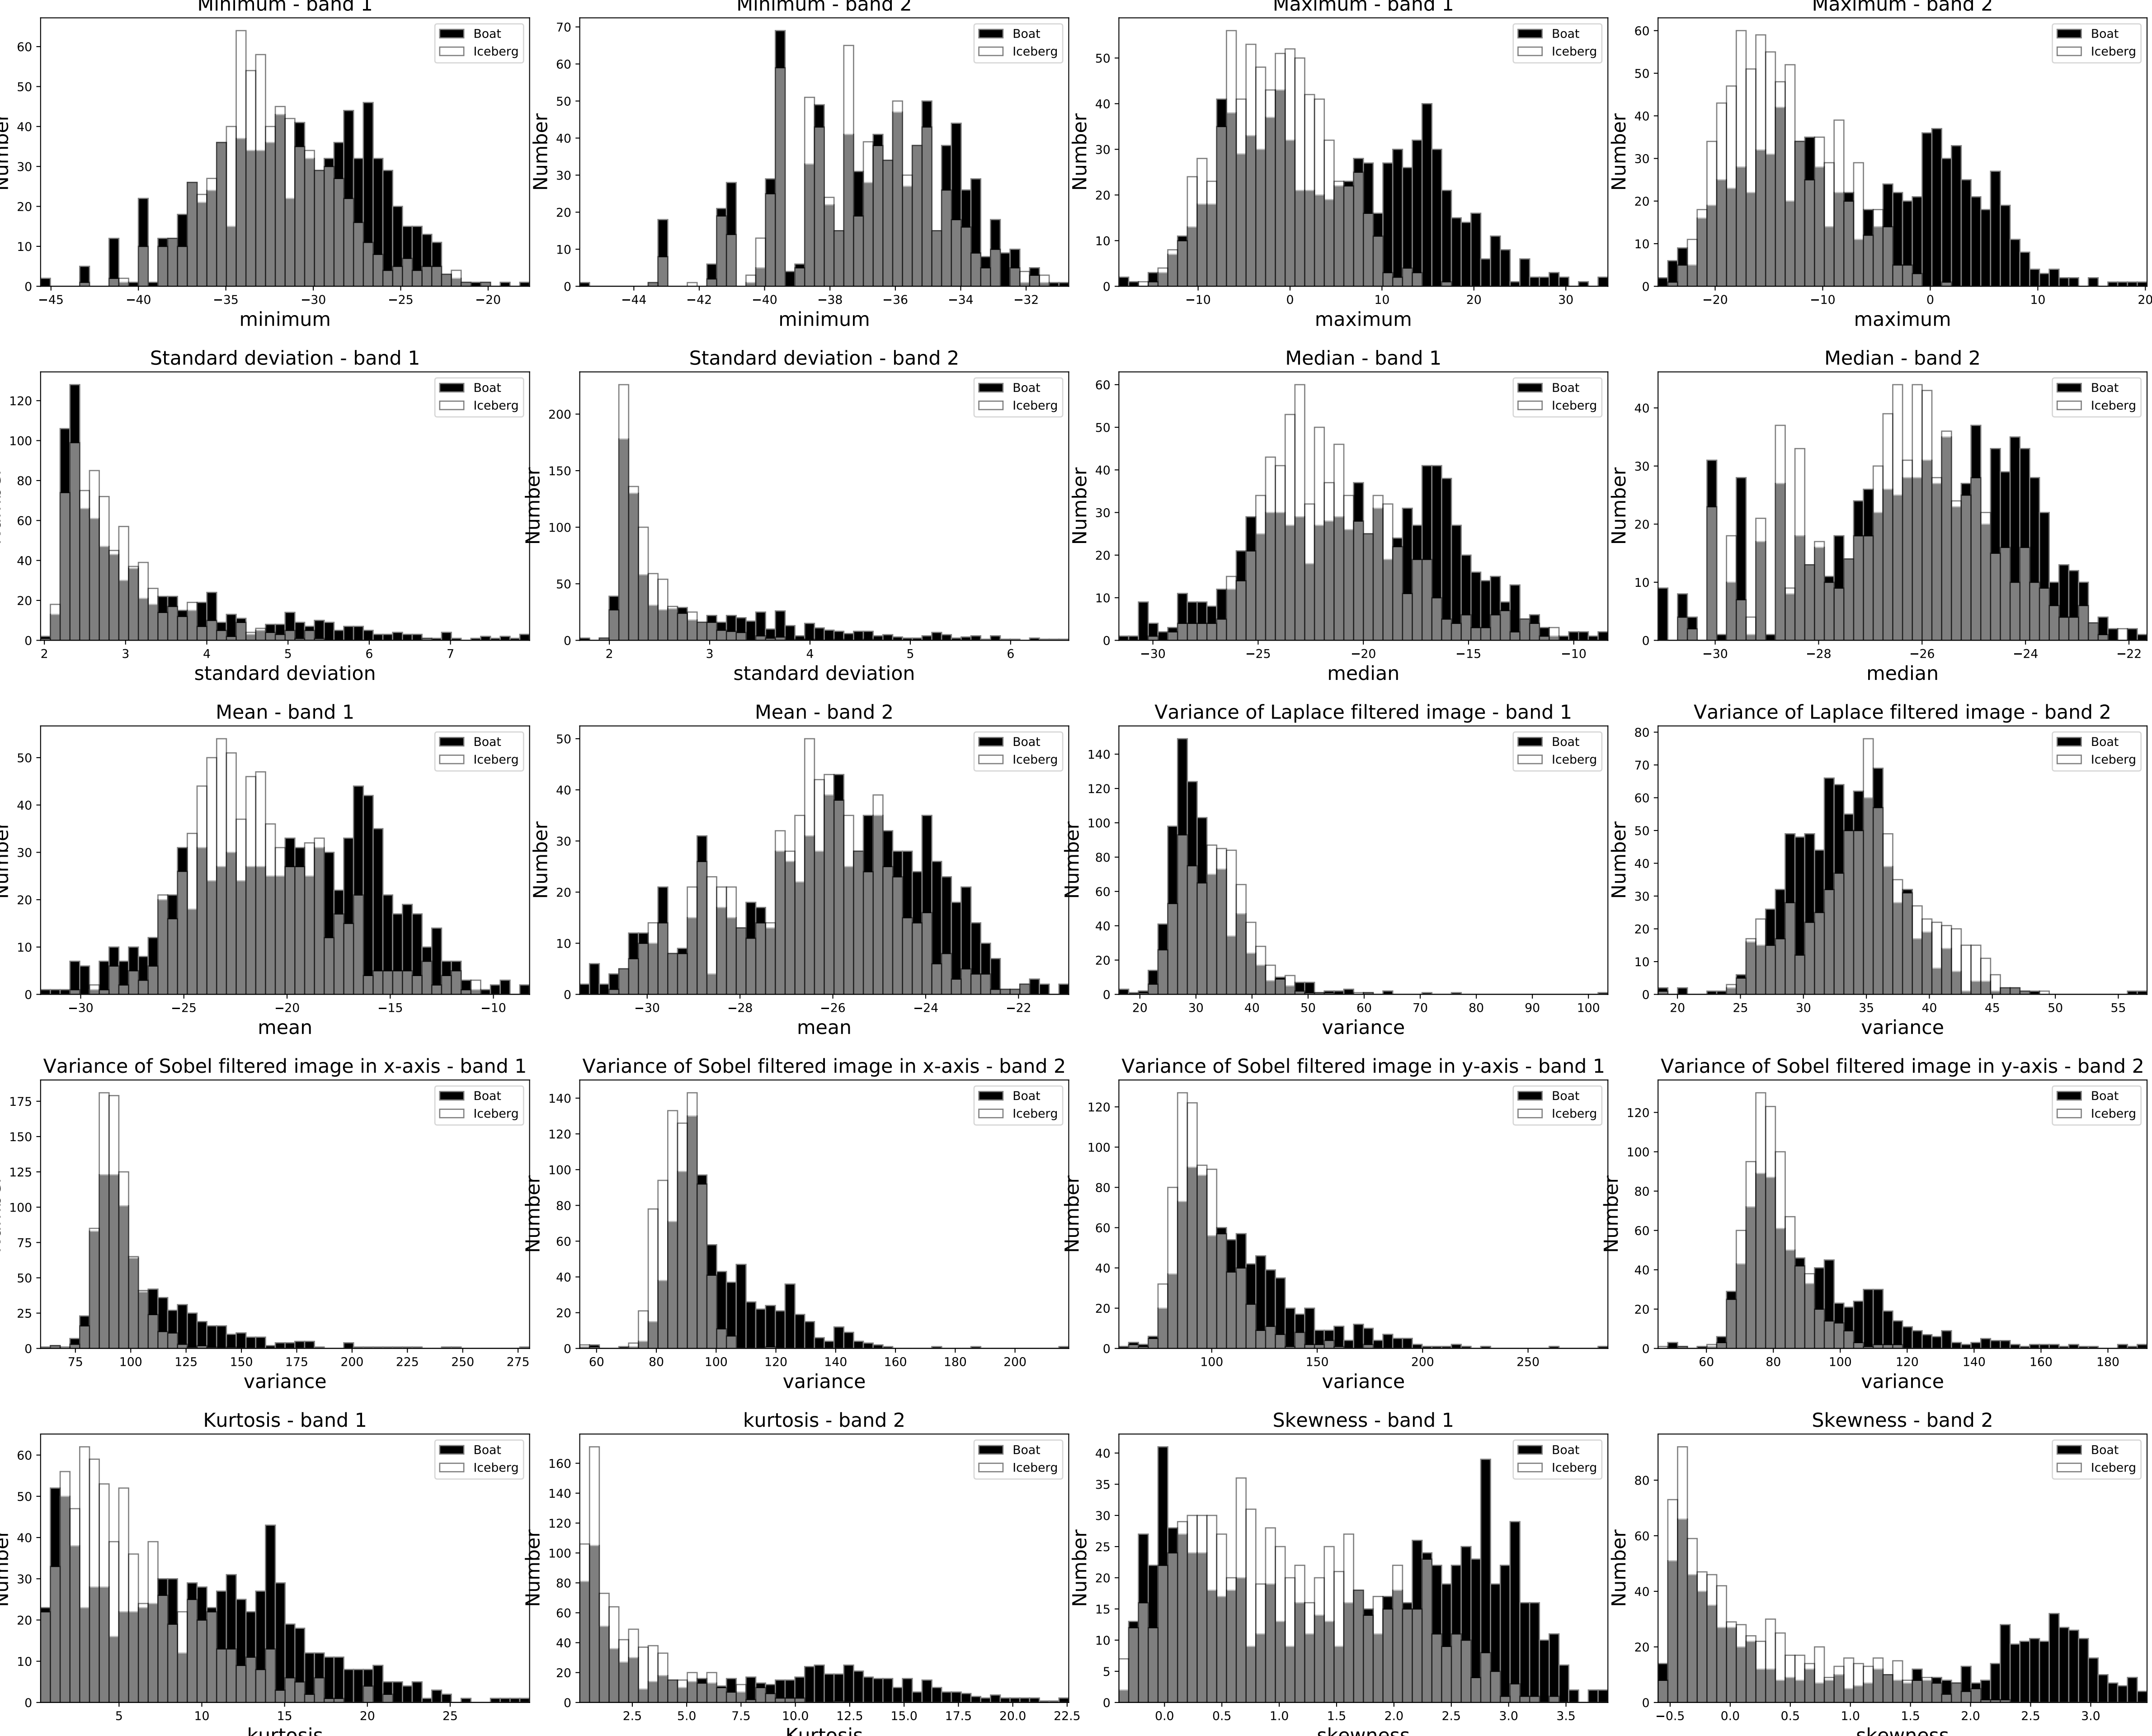 Minimum - band 1
Number
60
50
40
30
20
10
0
Boat
Iceberg
−45 −40 −35 −30 −25 −20
minimum
Minimum - band 2
Number
70
60
50
40
30
20
10
0
Boat
Iceberg
−44 −42 −40 −38 −36 −34 −32
minimum
Maximum - band 1
Number
50
40
30
20
10
0
Boat
Iceberg
−10 0 10 20 30
maximum
Maximum - band 2
Number
60
50
40
30
20
10
0
Boat
Iceberg
−20 −10 0 10 20
maximum
Standard deviation - band 1
120
100
80
60
40
20
0
Boat
Iceberg
2 3 4 5 6 7
standard deviation
Standard deviation - band 2
Number
200
150
100
50
0
Boat
Iceberg
2 3 4 5 6
standard deviation
Median - band 1
Number
60
50
40
30
20
10
0
Boat
Iceberg
−30 −25 −20 −15 −10
median
Median - band 2
Number
40
30
20
10
0
Boat
Iceberg
−30 −28 −26 −24 −22
median
Mean - band 1
Number
50
40
30
20
10
0
Boat
Iceberg
−30 −25 −20 −15 −10
mean
Mean - band 2
Number
50
40
30
20
10
0
Boat
Iceberg
−30 −28 −26 −24 −22
mean
Variance of Laplace filtered image - band 1
Number
140
120
100
80
60
40
20
0
Boat
Iceberg
20 30 40 50 60 70 80 90 100
variance
Variance of Laplace filtered image - band 2
Number
80
70
60
50
40
30
20
10
0
Boat
Iceberg
20 25 30 35 40 45 50 55
variance
Variance of Sobel filtered image in x-axis - band 1
175
150
125
100
75
50
25
0
Boat
Iceberg
75 100 125 150 175 200 225 250 275
variance
Variance of Sobel filtered image in x-axis - band 2
Number
140
120
100
80
60
40
20
0
Boat
Iceberg
60 80 100 120 140 160 180 200
variance
Variance of Sobel filtered image in y-axis - band 1
Number
120
100
80
60
40
20
0
Boat
Iceberg
100 150 200 250
variance
Variance of Sobel filtered image in y-axis - band 2
Number
120
100
80
60
40
20
0
Boat
Iceberg
60 80 100 120 140 160 180
variance
Kurtosis - band 1
Number
60
50
40
30
20
10
0
Boat
Iceberg
5 10 15 20 25
kurtosis
kurtosis - band 2
Number
160
140
120
100
80
60
40
20
0
Boat
Iceberg
2.5 5.0 7.5 10.0 12.5 15.0 17.5 20.0 22.5
Kurtosis
Skewness - band 1
Number
40
35
30
25
20
15
10
5
0
Boat
Iceberg
0.0 0.5 1.0 1.5 2.0 2.5 3.0 3.5
skewness
Skewness - band 2
Number
80
60
40
20
0
Boat
Iceberg
−0.5 0.0 0.5 1.0 1.5 2.0 2.5 3.0
skewness